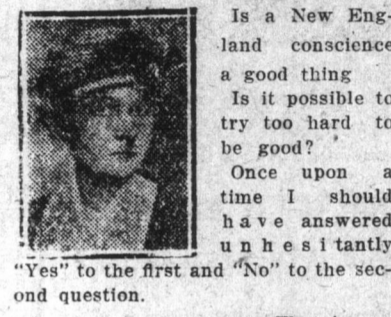 Is a New Eng-
land conscience
a good thing
Is it possible to
try too hard to
be good?
Once upon a
time I should
have answered
unhesitantly
"Yes" to the first and "No" to the sec-
ond question.